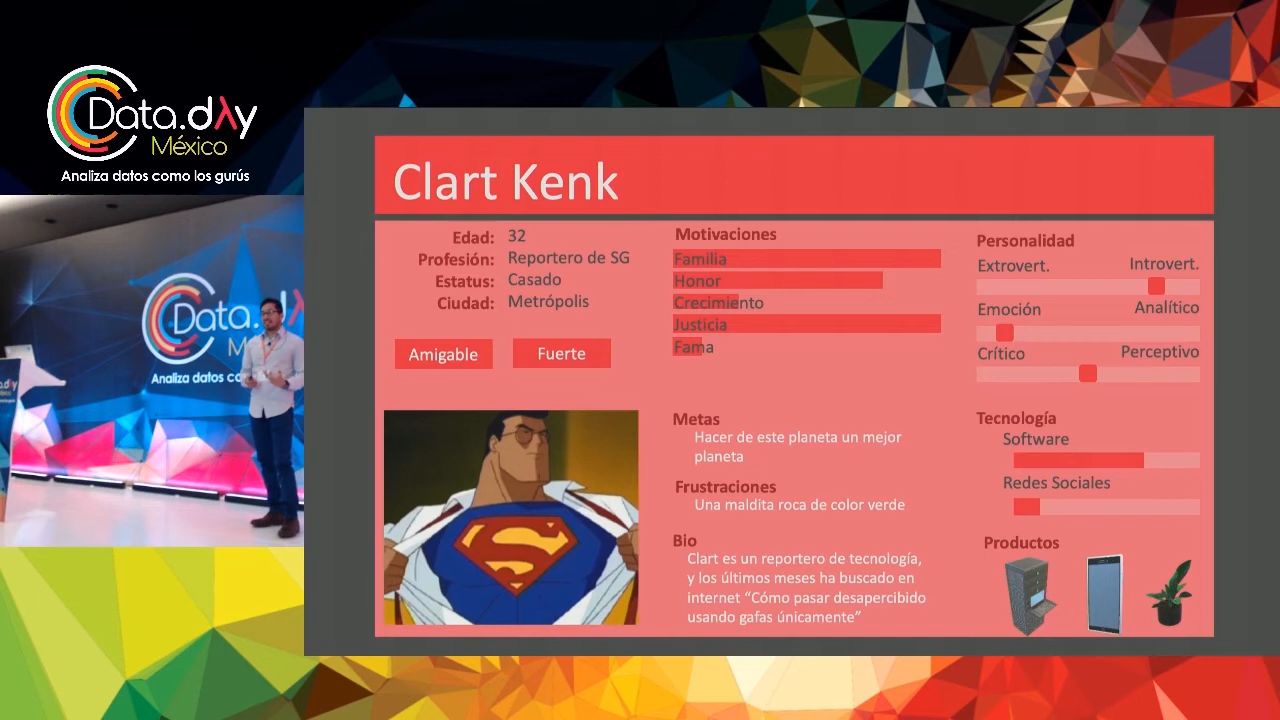 Data.dAy
México
Analiza datos como los gurús
Clart Kenk
Edad: 32
Profesión: Reportero de SG
Estatus: Casado
Ciudad: Metrópolis
Amigable
Fuerte
Motivaciones
Familia
Honor
Crecimiento
Justicia
Fama
Personalidad
Extrovert. Introvert.
Emoción Analítico
Crítico Perceptivo
Metas
Hacer de este planeta un mejor
planeta
Frustraciones
Una maldita roca de color verde
Bio
Clart es un reportero de tecnología,
y los últimos meses ha buscado en
internet “Cómo pasar desapercibido
usando gafas únicamente”
Tecnología
Software
Redes Sociales
Productos
Data.
M
Analiza datos co